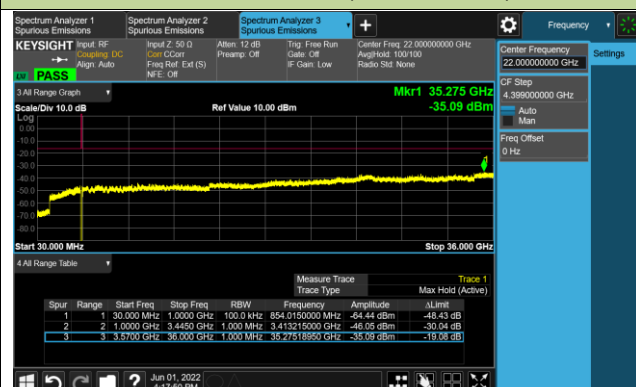 Spectrum Analyzer 1
Spurious Emissions
Spectrum Analyzer 2
Spurious Emissions
Spectrum Analyzer 3
Spurious Emissions
Frequency
KEYSIGHT
Input: RF
Coupling: DC
Align: Auto
Input Z: 50 Ω
Corr CCorr
Freq Ref: Ext (S)
NFE: Off
Atten: 12 dB
Preamp: Off
Trig: Free Run
Gate: Off
IF Gain: Low
Center Freq: 22.000000000 GHz
Avg|Hold: 100/100
Radio Std: None
PASS
Center Frequency
22.00000000 GHz
Settings
CF Step
4.399000000 GHz
Auto
Man
Freq Offset
0 Hz
3 All Range Graph
Mkr1 35.275 GHz
Scale/Div 10.0 dB
Ref Value 10.00 dBm
-35.09 dBm
Log
0.00
-10.0
-20.0
-30.0
-40.0
-50.0
-60.0
-70.0
-80.0
1
Start 30.000 MHz
Stop 36.000 GHz
4 All Range Table
Measure Trace Trace 1
Trace Type Max Hold (Active)
Spur Range Start Freq Stop Freq RBW Frequency Amplitude ΔLimit
1 1 30.000 MHz 1.0000 GHz 100.0 kHz 854.0150000 MHz -64.44 dBm -48.43 dB
2 2 1.0000 GHz 3.4450 GHz 1.000 MHz 3.413215000 GHz -46.05 dBm -30.04 dB
3 3 3.5700 GHz 36.000 GHz 1.000 MHz 35.27518950 GHz -35.09 dBm -19.08 dB
Jun 01, 2022
4:17:50 PM